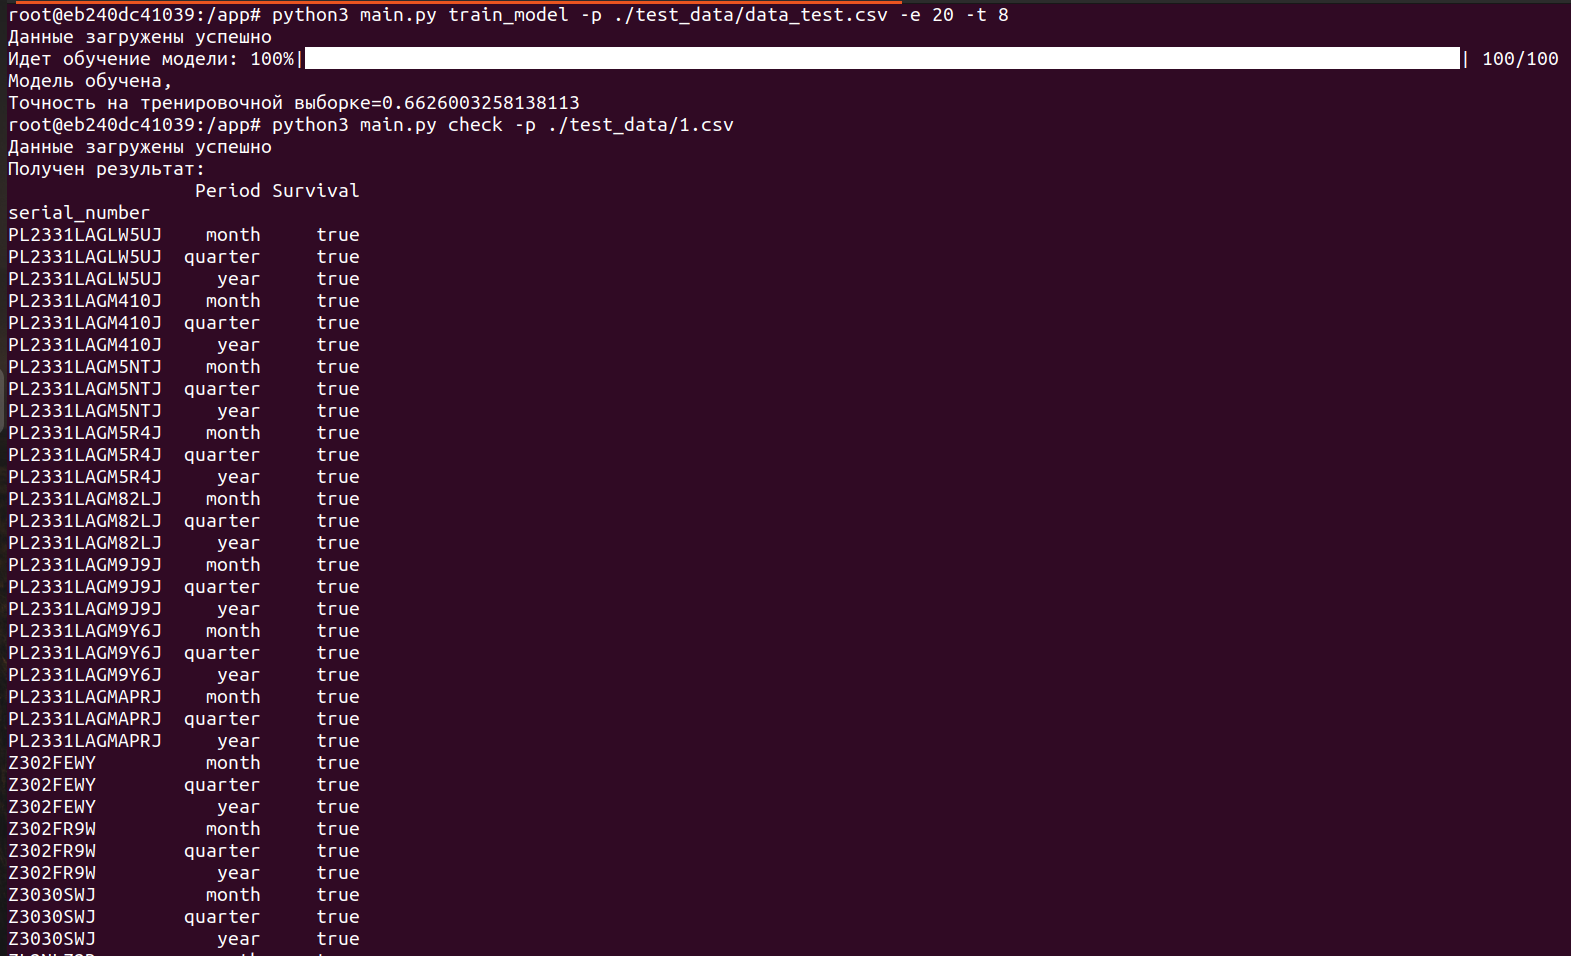 root@eb240dc41039:/app# python3 main.py train_model -p ./test_data/data_test.csv -e 20 -t 8
Данные загружены успешно
Идет обучение модели: 100%| | 100/100
Модель обучена,
Точность на тренировочной выборке=0.6626003258138113
root@eb240dc41039:/app# python3 main.py check -p ./test_data/1.csv
Данные загружены успешно
Получен результат:
Period Survival
serial_number
PL2331LAGLW5UJ month true
PL2331LAGLW5UJ quarter true
PL2331LAGLW5UJ year true
PL2331LAGM410J month true
PL2331LAGM410J quarter true
PL2331LAGM410J year true
PL2331LAGM5NTJ month true
PL2331LAGM5NTJ quarter true
PL2331LAGM5NTJ year true
PL2331LAGM5R4J month true
PL2331LAGM5R4J quarter true
PL2331LAGM5R4J year true
PL2331LAGM82LJ month true
PL2331LAGM82LJ quarter true
PL2331LAGM82LJ year true
PL2331LAGM9J9J month true
PL2331LAGM9J9J quarter true
PL2331LAGM9J9J year true
PL2331LAGM9Y6J month true
PL2331LAGM9Y6J quarter true
PL2331LAGM9Y6J year true
PL2331LAGMAPRJ month true
PL2331LAGMAPRJ quarter true
PL2331LAGMAPRJ year true
Z302FEWY month true
Z302FEWY quarter true
Z302FEWY year true
Z302FR9W month true
Z302FR9W quarter true
Z302FR9W year true
Z3030SWJ month true
Z3030SWJ quarter true
Z3030SWJ year true